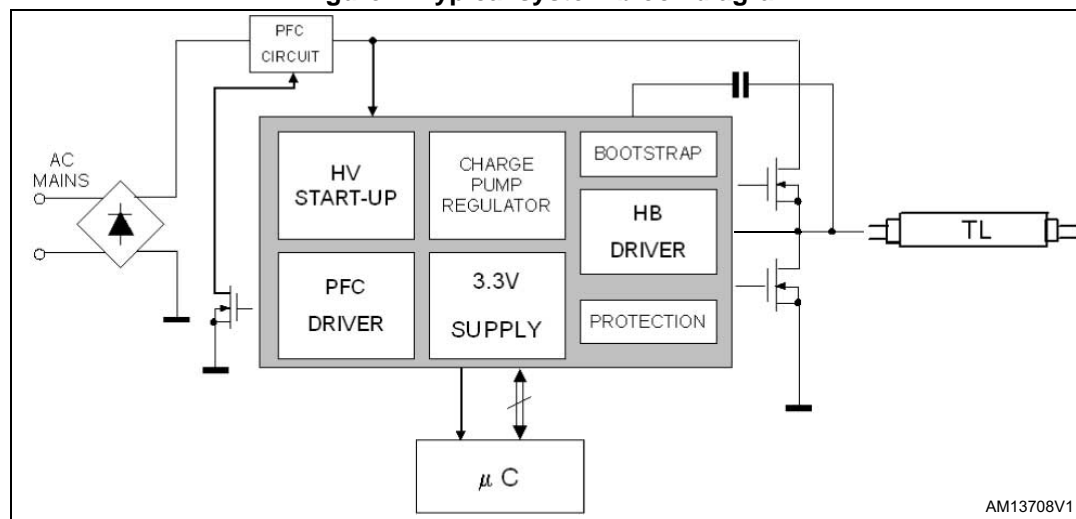 PFC
CIRCUIT
AC
MAINS
HV
START-UP
CHARGE
PUMP
REGULATOR
BOOTSTRAP
HB
DRIVER
TL
PFC
DRIVER
3.3V
SUPPLY
PROTECTION
μ C
AM13708V1